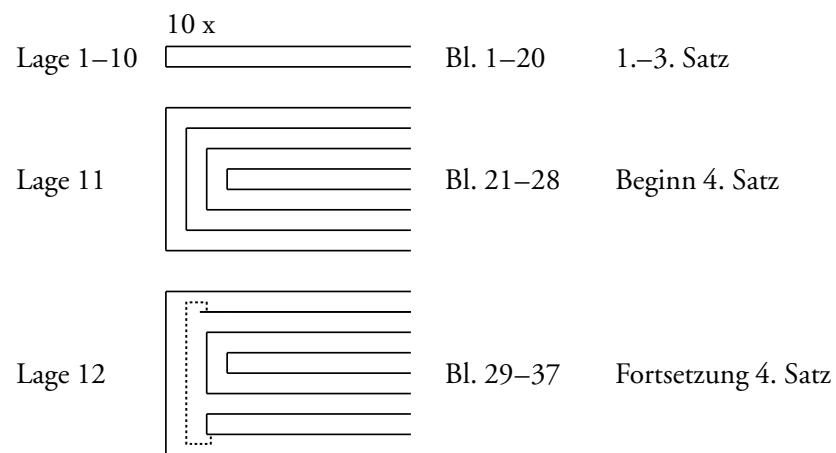 10 x
Lage 1–10 Bl. 1–20 1.–3. Satz
Lage 11 Bl. 21–28 Beginn 4. Satz
Lage 12 Bl. 29–37 Fortsetzung 4. Satz